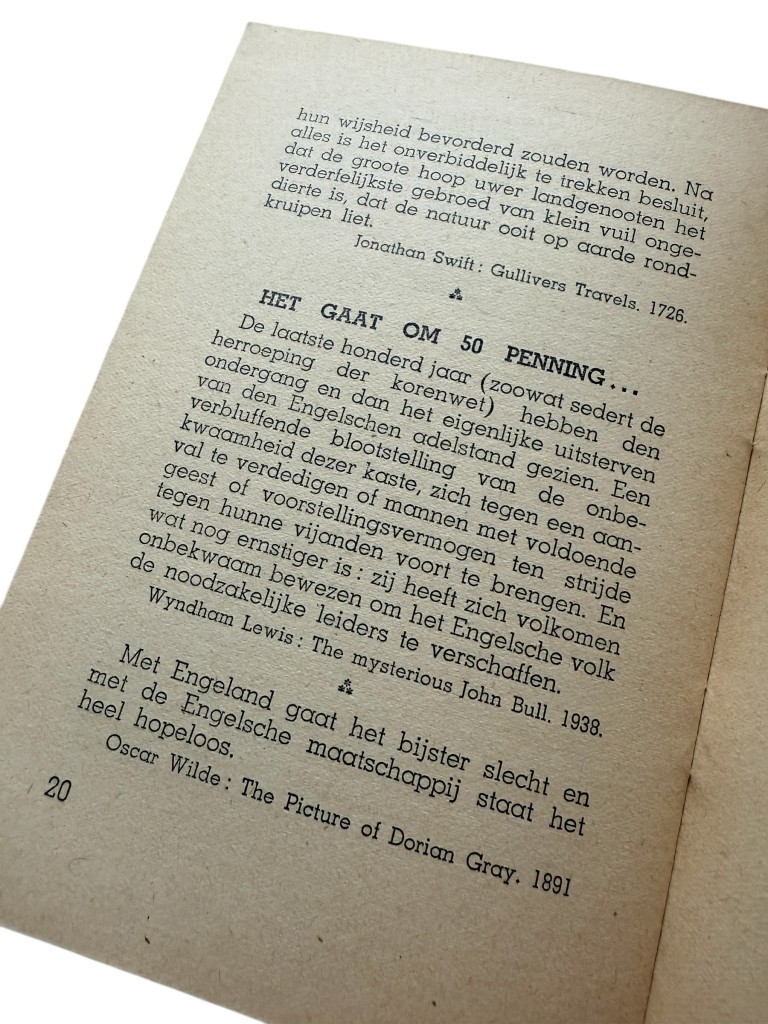 hun wijsheid bevorderd zouden worden. Na
alles is het onverbiddelijk te trekken besluit,
dat de groote hoop uwer landgenooten het
verderfelijkste gebroed van klein vuil onge-
dierte is, dat de natuur ooit op aarde rond-
kruipen liet.
Jonathan Swift: Gullivers Travels. 1726.
HET GAAT OM 50 PENNING...
De laatste honderd jaar (zoowat sedert de
herroeping der korenwet) hebben den
ondergang en dan het eigenlijke uitsterven
van den Engelschen adelstand gezien. Een
verbluffende blootstelling van de onbe-
kwaamheid dezer kaste, zich tegen een aan-
val te verdedigen of mannen met voldoende
geest of voorstellingsvermogen ten strijde
tegen hunne vijanden voort te brengen. En
wat nog ernstiger is: zij heeft zich volkomen
onbekwaam bewezen om het Engelsche volk
de noodzakelijke leiders te verschaffen.
Wyndham Lewis: The mysterious John Bull. 1938.
Met Engeland gaat het bijster slecht en
met de Engelsche maatschappij staat het
heel hopeloos.
Oscar Wilde: The Picture of Dorian Gray. 1891
20